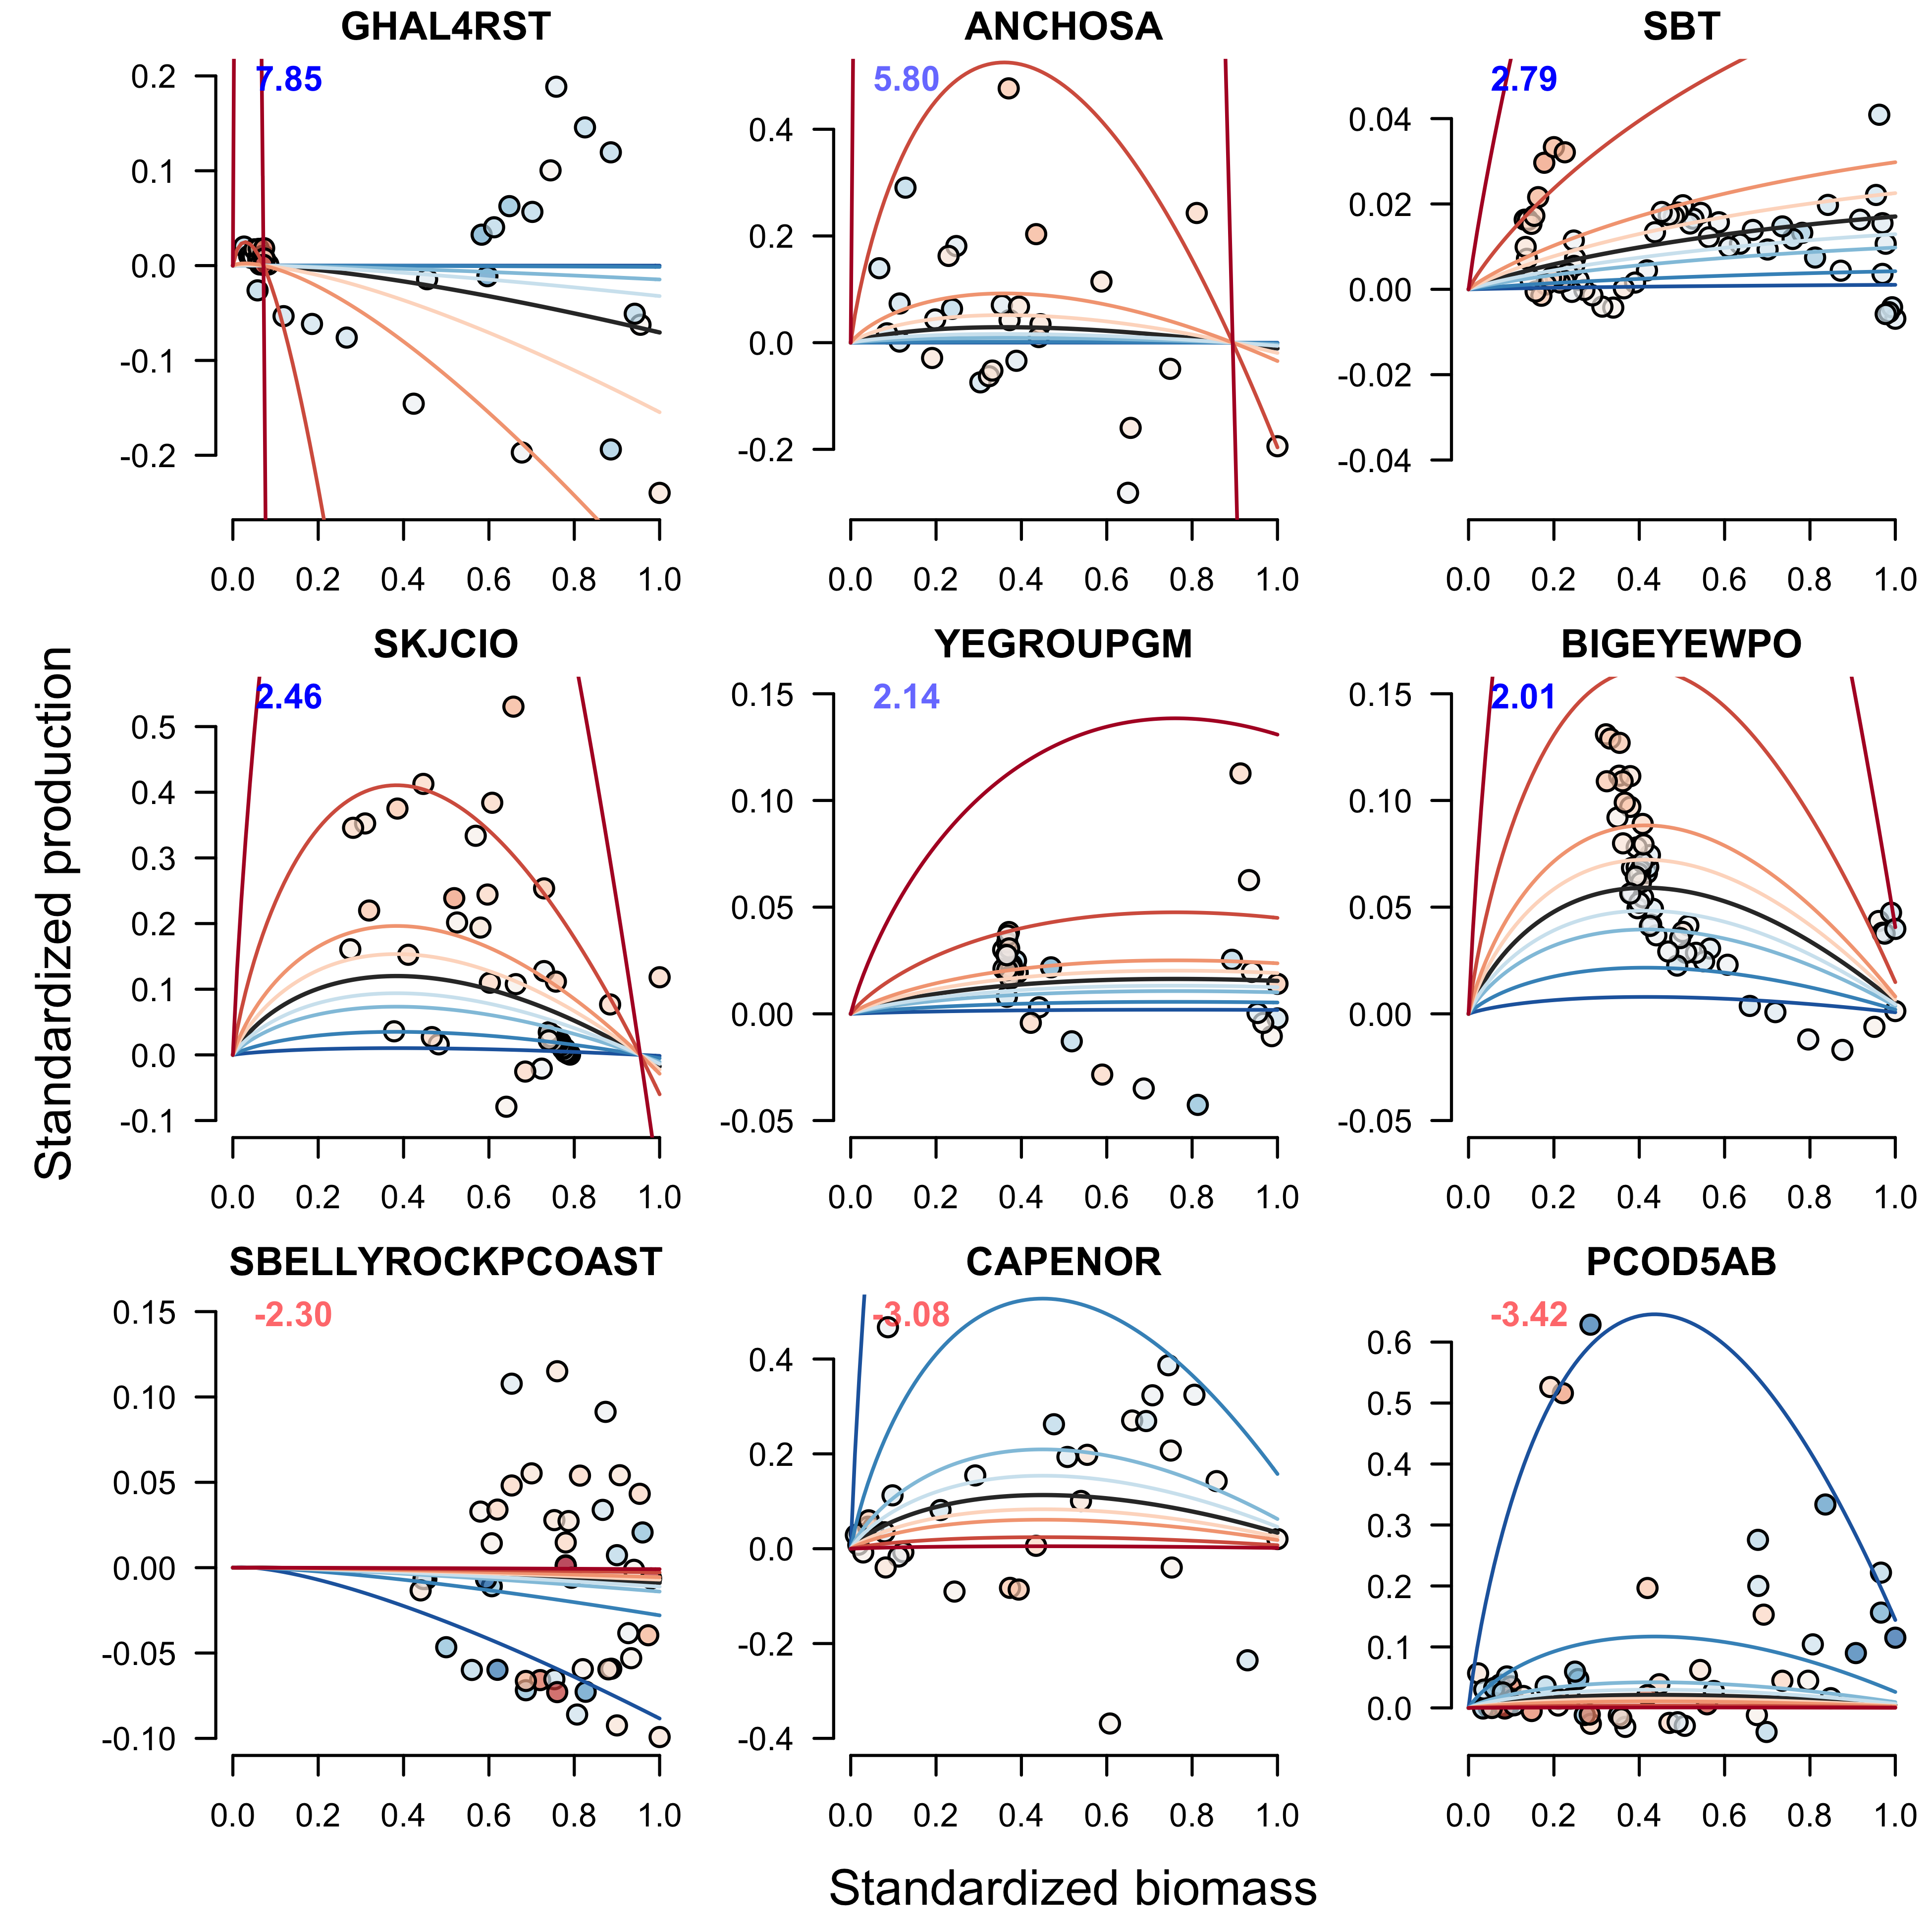 GHAL4RST
7.85
0.2
0.1
0.0
-0.1
-0.2
0.0 0.2 0.4 0.6 0.8 1.0
ANCHOSA
5.80
0.4
0.2
0.0
-0.2
0.0 0.2 0.4 0.6 0.8 1.0
SBT
2.79
0.04
0.02
0.00
-0.02
-0.04
0.0 0.2 0.4 0.6 0.8 1.0
Standardized production
SKJCIO
2.46
0.5
0.4
0.3
0.2
0.1
0.0
-0.1
0.0 0.2 0.4 0.6 0.8 1.0
YEGROUPGM
2.14
0.15
0.10
0.05
0.00
-0.05
0.0 0.2 0.4 0.6 0.8 1.0
BIGEYEWPO
2.01
0.15
0.10
0.05
0.00
-0.05
0.0 0.2 0.4 0.6 0.8 1.0
SBELLYROCKPCOAST
-2.30
0.15
0.10
0.05
0.00
-0.05
-0.10
0.0 0.2 0.4 0.6 0.8 1.0
CAPENOR
-3.08
0.4
0.2
0.0
-0.2
-0.4
0.0 0.2 0.4 0.6 0.8 1.0
PCOD5AB
-3.42
0.6
0.5
0.4
0.3
0.2
0.1
0.0
0.0 0.2 0.4 0.6 0.8 1.0
Standardized biomass